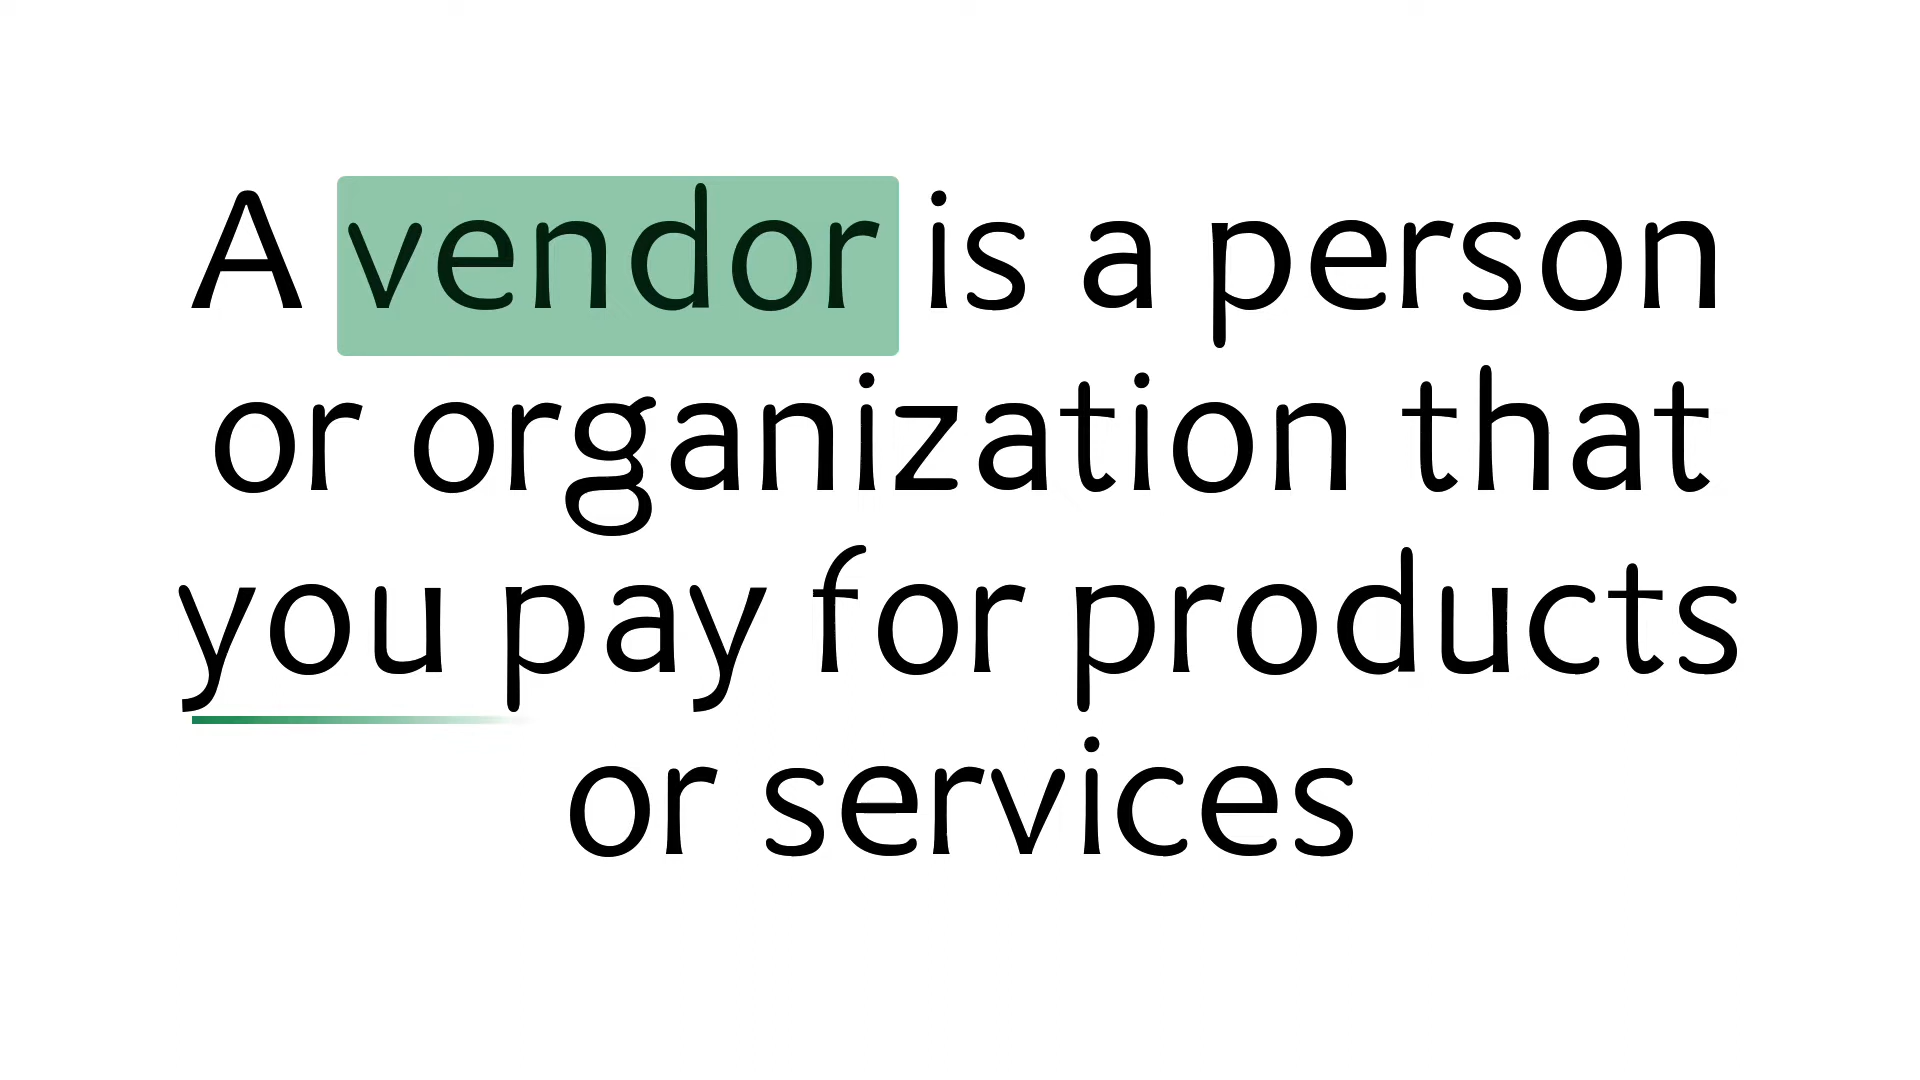 A vendor is a person
or organization that
you pay for products
or services